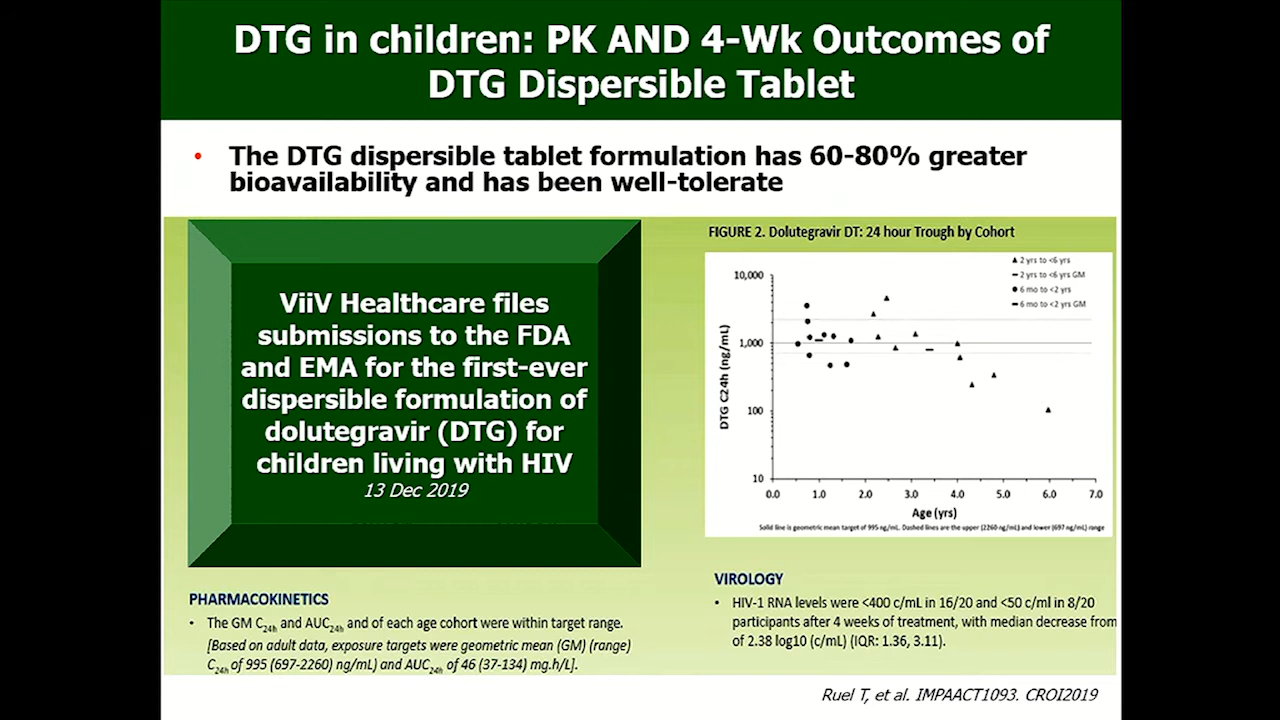 DTG in children: PK AND 4-Wk Outcomes of
DTG Dispersible Tablet
• The DTG dispersible tablet formulation has 60-80% greater
bioavailability and has been well-tolerate
ViiV Healthcare files
submissions to the FDA
and EMA for the first-ever
dispersible formulation of
dolutegravir (DTG) for
children living with HIV
13 Dec 2019
FIGURE 2. Dolutegravir DT: 24 hour Trough by Cohort
▲ 2 yrs to <6 yrs
– 2 yrs to <6 yrs GM
● 6 mo to <2 yrs
– 6 mo to <2 yrs GM
DTG C24h (ng/mL)
10,000
1,000
100
10
0.0 1.0 2.0 3.0 4.0 5.0 6.0 7.0
Age (yrs)
Solid line is geometric mean target of 995 ng/mL. Dashed lines are the upper (2260 ng/mL) and lower (697 ng/mL) range
PHARMACOKINETICS
• The GM C24h and AUC24h and of each age cohort were within target range.
[Based on adult data, exposure targets were geometric mean (GM) (range)
C24h of 995 (697-2260) ng/mL) and AUC24h of 46 (37-134) mg.h/L].
VIROLOGY
• HIV-1 RNA levels were <400 c/mL in 16/20 and <50 c/ml in 8/20
participants after 4 weeks of treatment, with median decrease from
of 2.38 log10 (c/mL) (IQR: 1.36, 3.11).
Ruel T, et al. IMPAACT1093. CROI2019